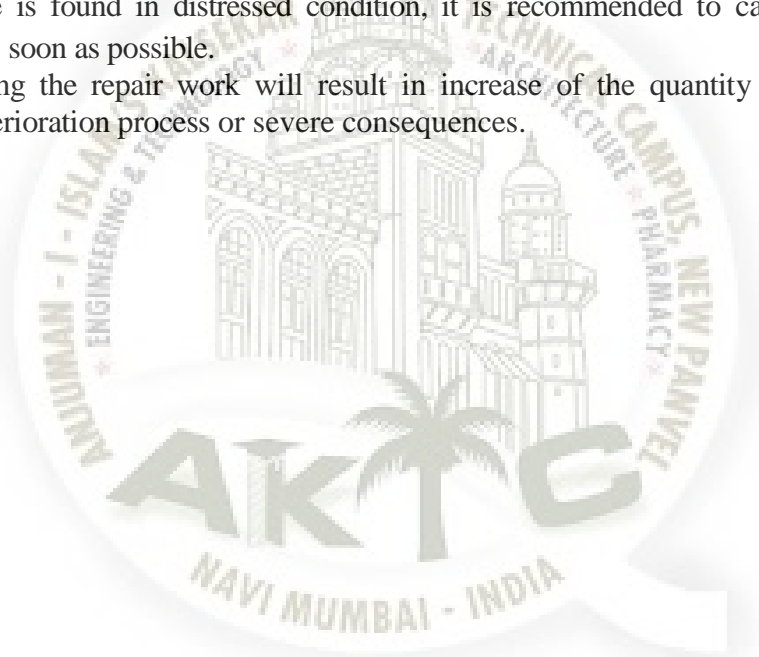 e is found in distressed condition, it is recommended to ca
soon as possible.
ng the repair work will result in increase of the quantity
erioration process or severe consequences.
ANJUMAN - I - ISLAM'S KALSEKAR TECHNICAL CAMPUS, NEW PANVEL
ENGINEERING & TECHNOLOGY * ARCHITECTURE * PHARMACY *
AKTC
NAVI MUMBAI - INDIA